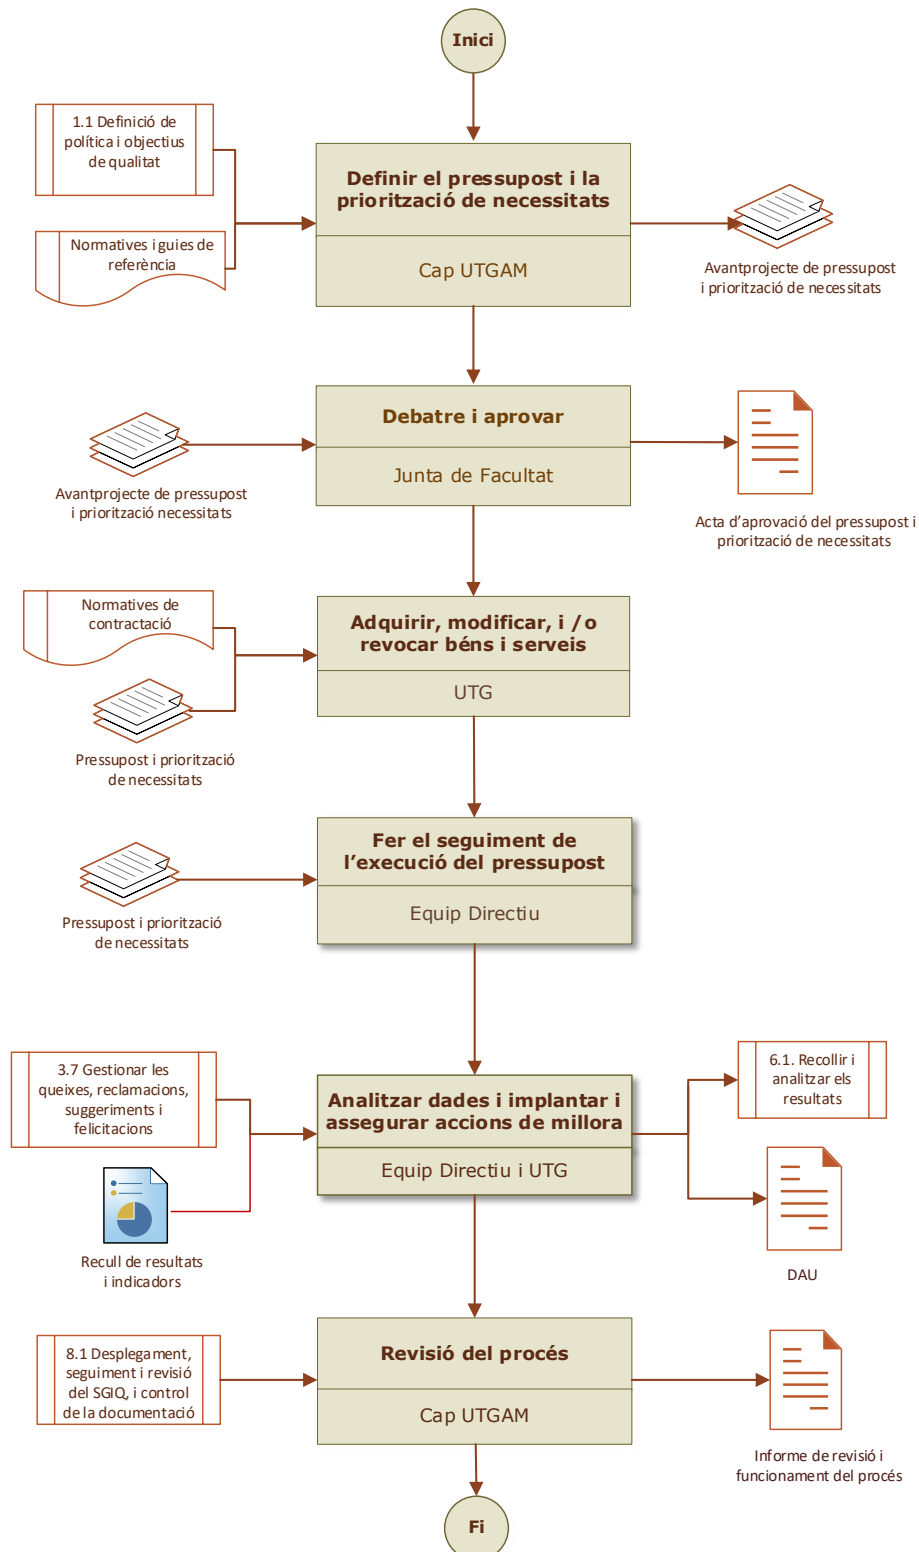 Inici
1.1 Definició de
política i objectius
de qualitat
Normatives i guies de
referència
Definir el pressupost i la
priorització de necessitats
Cap UTGAM
Avantprojecte de pressupost
i priorització de necessitats
Avantprojecte de pressupost
i priorització necessitats
Debatre i aprovar
Junta de Facultat
Acta d’aprovació del pressupost i
priorització de necessitats
Normatives de
contractació
Pressupost i priorització
de necessitats
Adquirir, modificar, i /o
revocar béns i serveis
UTG
Pressupost i priorització
de necessitats
Fer el seguiment de
l’execució del pressupost
Equip Directiu
3.7 Gestionar les
queixes, reclamacions,
suggeriments i
felicitacions
Recull de resultats
i indicadors
Analitzar dades i implantar i
assegurar accions de millora
Equip Directiu i UTG
6.1. Recollir i
analitzar els
resultats
DAU
8.1 Desplegament,
seguiment i revisió
del SGIQ, i control
de la documentació
Revisió del procés
Cap UTGAM
Informe de revisió i
funcionament del procés
Fi